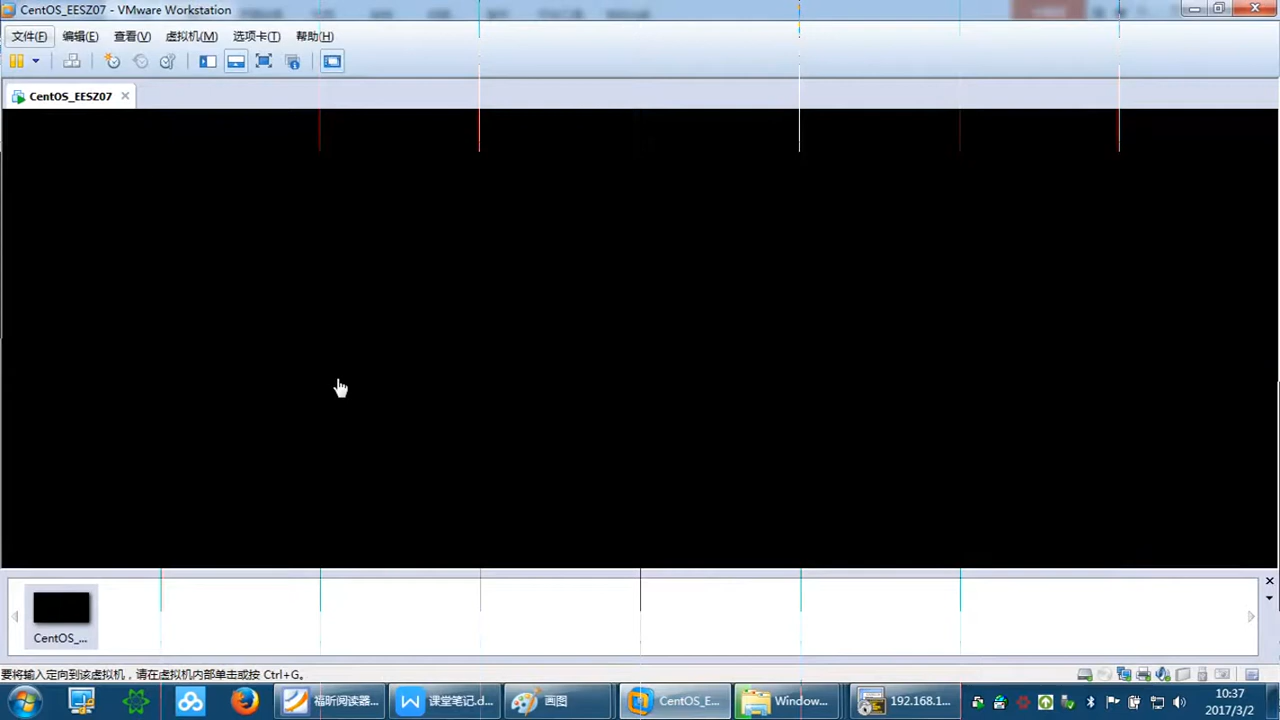 CentOS_EESZ07 - VMware Workstation
文件(F) 编辑(E) 查看(V) 虚拟机(M) 选项卡(T) 帮助(H)
CentOS_EESZ07
CentOS_...
要将输入定向到该虚拟机，请在虚拟机内部单击或按 Ctrl+G。
福昕阅读器... 课堂笔记.d... 画图 CentOS_E... Window... 192.168.1...
10:37
2017/3/2